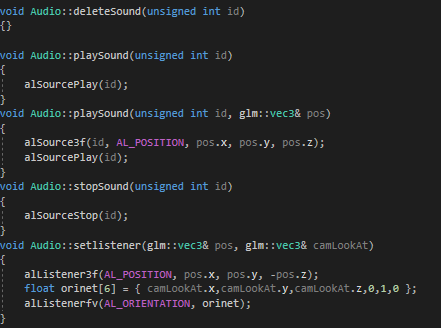 void Audio::deleteSound(unsigned int id)
{}
void Audio::playSound(unsigned int id)
{
alSourcePlay(id);
}
void Audio::playSound(unsigned int id, glm::vec3& pos)
{
alSource3f(id, AL_POSITION, pos.x, pos.y, pos.z);
alSourcePlay(id);
}
void Audio::stopSound(unsigned int id)
{
alSourceStop(id);
}
void Audio::setlistener(glm::vec3& pos, glm::vec3& camLookAt)
{
alListener3f(AL_POSITION, pos.x, pos.y, -pos.z);
float orinet[6] = { camLookAt.x,camLookAt.y,camLookAt.z,0,1,0 };
alListenerfv(AL_ORIENTATION, orinet);
}